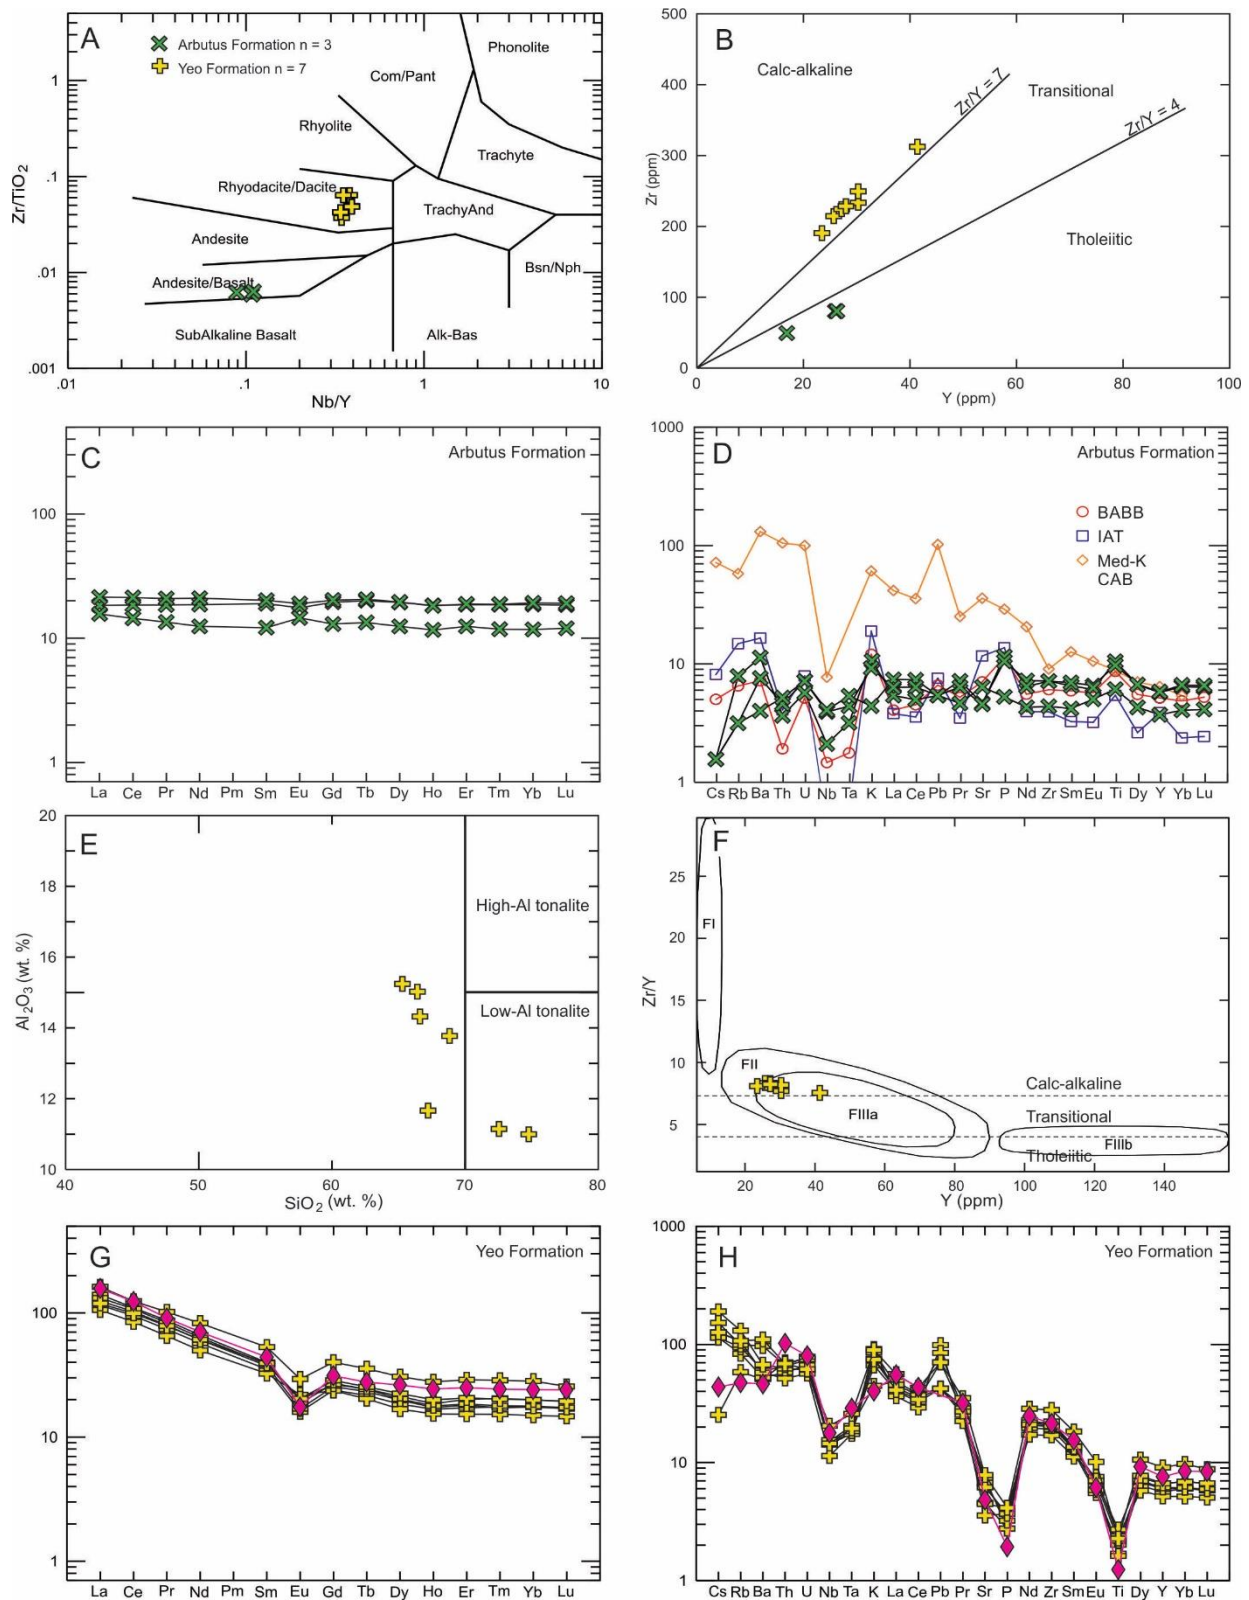 A
Arbutus Formation n = 3
Yeo Formation n = 7
Phonolite
Com/Pant
Rhyolite
Trachyte
Rhyodacite/Dacite
TrachyAnd
Andesite
Andesite/Basalt
Bsn/Nph
SubAlkaline Basalt
Alk-Bas
Zr/TiO2
1
.1
.01
.001
.01 .1 1 10
Nb/Y
B
Calc-alkaline
Zr/Y = 7
Transitional
Zr/Y = 4
Tholeiitic
Zr (ppm)
500
400
300
200
100
0
0 20 40 60 80 100
Y (ppm)
C
Arbutus Formation
100
10
1
La Ce Pr Nd Pm Sm Eu Gd Tb Dy Ho Er Tm Yb Lu
D
Arbutus Formation
BABB
IAT
Med-K
CAB
1000
100
10
1
Cs Rb Ba Th U Nb Ta K La Ce Pb Pr Sr P Nd Zr Sm Eu Ti Dy Y Yb Lu
E
High-Al tonalite
Low-Al tonalite
Al2O3 (wt. %)
20
19
18
17
16
15
14
13
12
11
10
40 50 60 70 80
SiO2 (wt. %)
F
FI
FII
FIIIa
FIIIb
Calc-alkaline
Transitional
Tholeiitic
Zr/Y
25
20
15
10
5
20 40 60 80 100 120 140
Y (ppm)
G
Yeo Formation
100
10
1
La Ce Pr Nd Pm Sm Eu Gd Tb Dy Ho Er Tm Yb Lu
H
Yeo Formation
1000
100
10
1
Cs Rb Ba Th U Nb Ta K La Ce Pb Pr Sr P Nd Zr Sm Eu Ti Dy Y Yb Lu